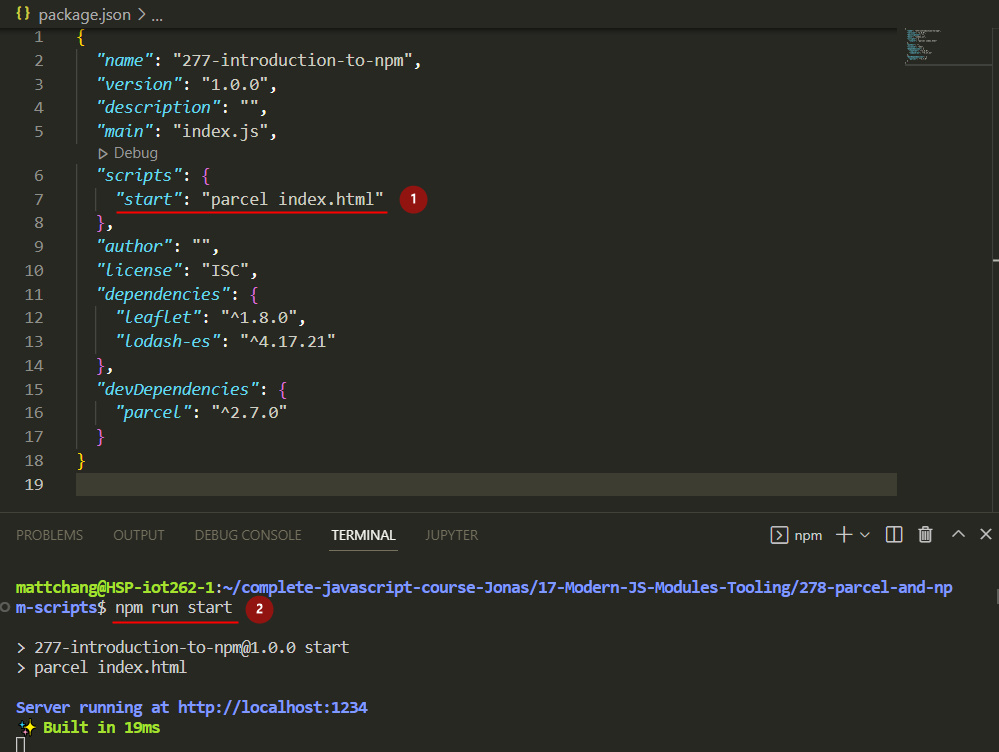 {} package.json > ...
1 {
2 "name": "277-introduction-to-npm",
3 "version": "1.0.0",
4 "description": "",
5 "main": "index.js",
Debug
6 "scripts": {
7 "start": "parcel index.html" 1
8 },
9 "author": "",
10 "license": "ISC",
11 "dependencies": {
12 "leaflet": "^1.8.0",
13 "lodash-es": "^4.17.21"
14 },
15 "devDependencies": {
16 "parcel": "^2.7.0"
17 }
18 }
19
PROBLEMS OUTPUT DEBUG CONSOLE TERMINAL JUPYTER npm
mattchang@HSP-iot262-1:~/complete-javascript-course-Jonas/17-Modern-JS-Modules-Tooling/278-parcel-and-np
m-scripts$ npm run start 2
> 277-introduction-to-npm@1.0.0 start
> parcel index.html
Server running at http://localhost:1234
✨ Built in 19ms